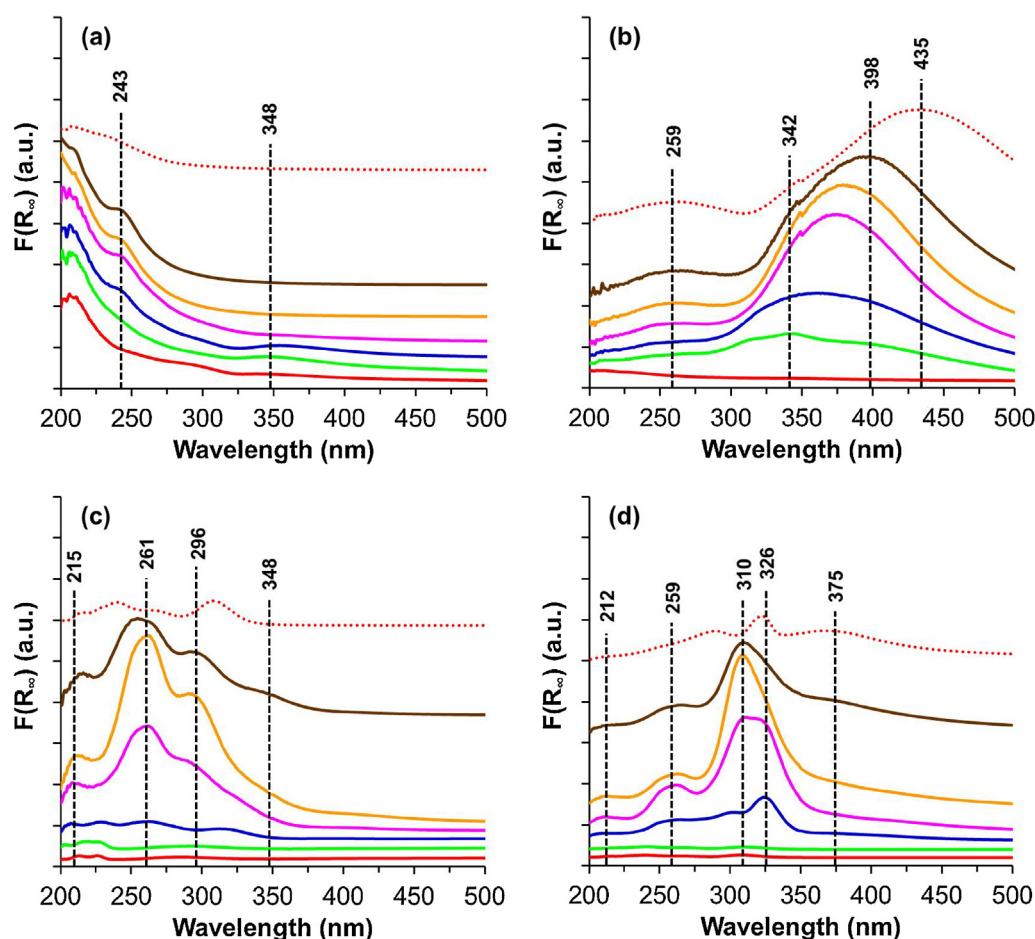 (a)
243
348
F(R∞) (a.u.)
200 250 300 350 400 450 500
Wavelength (nm)
(b)
259
342
398
435
F(R∞) (a.u.)
200 250 300 350 400 450 500
Wavelength (nm)
(c)
215
261
296
348
F(R∞) (a.u.)
200 250 300 350 400 450 500
Wavelength (nm)
(d)
212
259
310
326
375
F(R∞) (a.u.)
200 250 300 350 400 450 500
Wavelength (nm)